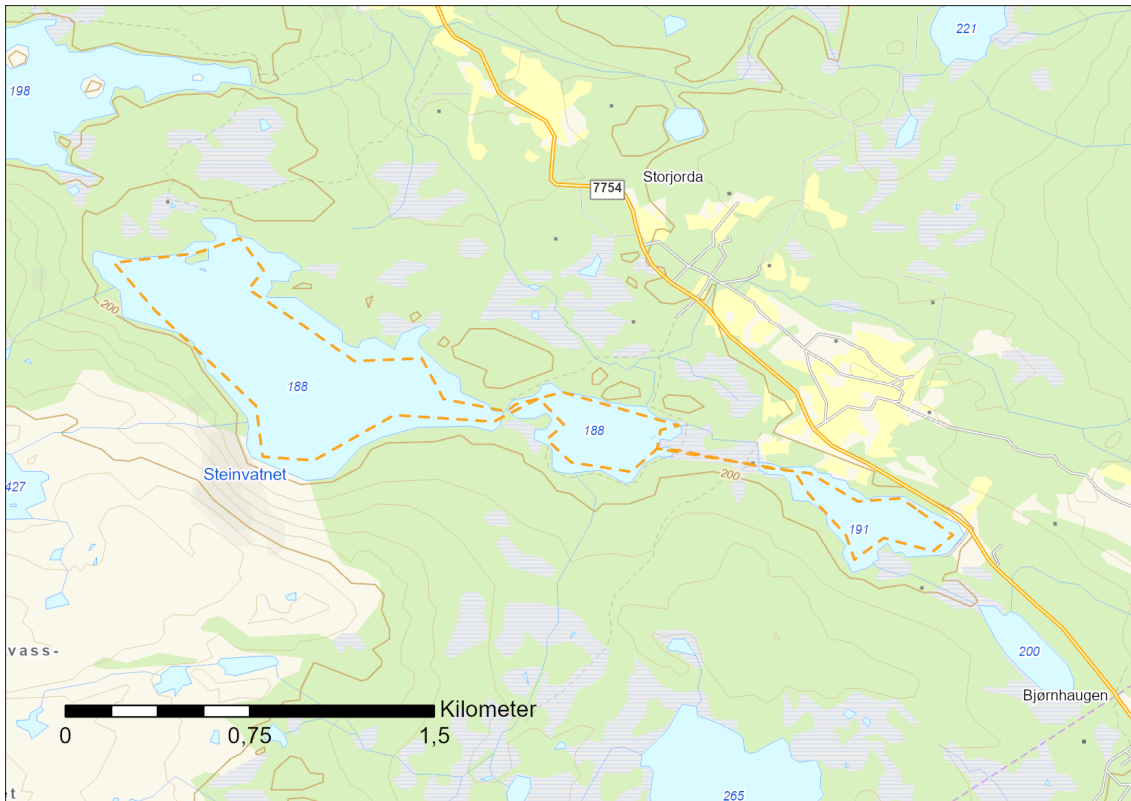 221
198
Storjorda
7754
200
188
188
200
Steinvatnet
427
191
vass-
200
Bjørnhaugen
Kilometer
0
0,75
1,5
265
t